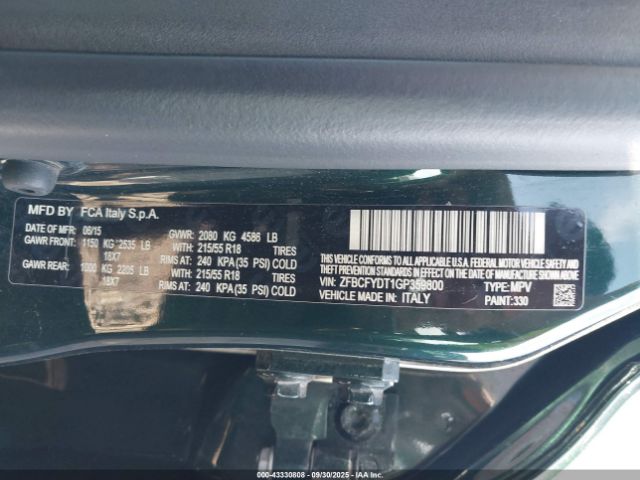 MFD BY FCA Italy S.p.A.
DATE OF MFR: 06/15 GVWR: 2080 KG 4586 LB
GAWR FRONT: 1150 KG 2535 LB WITH: 215/55 R18 TIRES
18X7 RIMS AT: 240 KPA(35 PSI) COLD
GAWR REAR: 1000 KG 2205 LB WITH: 215/55 R18 TIRES
18X7 RIMS AT: 240 KPA(35 PSI) COLD
THIS VEHICLE CONFORMS TO ALL APPLICABLE U.S.A. FEDERAL
MOTOR VEHICLE SAFETY, BUMPER, AND THEFT PREVENTION STANDARDS
IN EFFECT ON THE DATE OF MANUFACTURE SHOWN ABOVE.
VIN: ZFBCFYDT1GP359800 TYPE: MPV
VEHICLE MADE IN: ITALY PAINT: 330
000-43330808 - 09/30/2025 - IAAI.COM